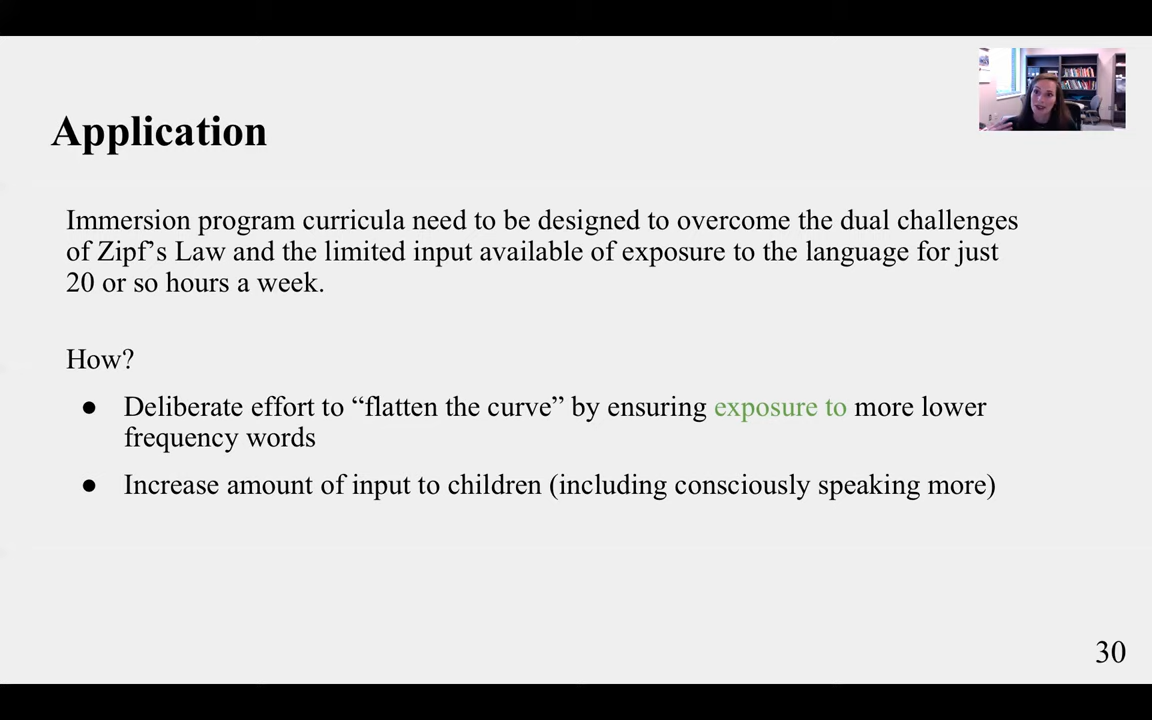 Application
Immersion program curricula need to be designed to overcome the dual challenges
of Zipf’s Law and the limited input available of exposure to the language for just
20 or so hours a week.
How?
● Deliberate effort to “flatten the curve” by ensuring exposure to more lower
frequency words
● Increase amount of input to children (including consciously speaking more)
30